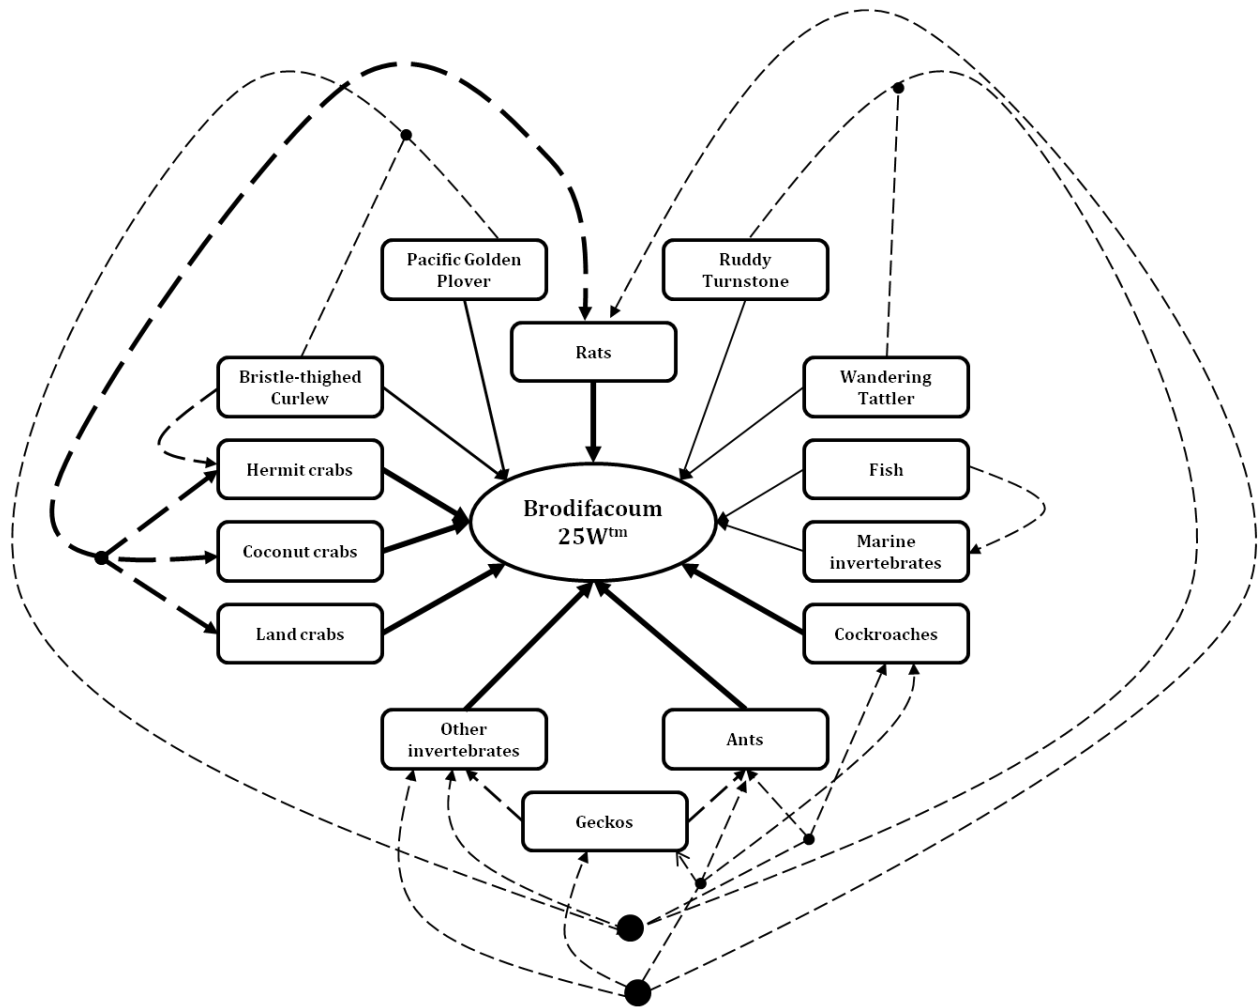 Pacific Golden
Plover
Ruddy
Turnstone
Rats
Bristle-thighed
Curlew
Wandering
Tattler
Hermit crabs
Fish
Brodifacoum
25Wᵗᵐ
Coconut crabs
Marine
invertebrates
Land crabs
Cockroaches
Other
invertebrates
Ants
Geckos